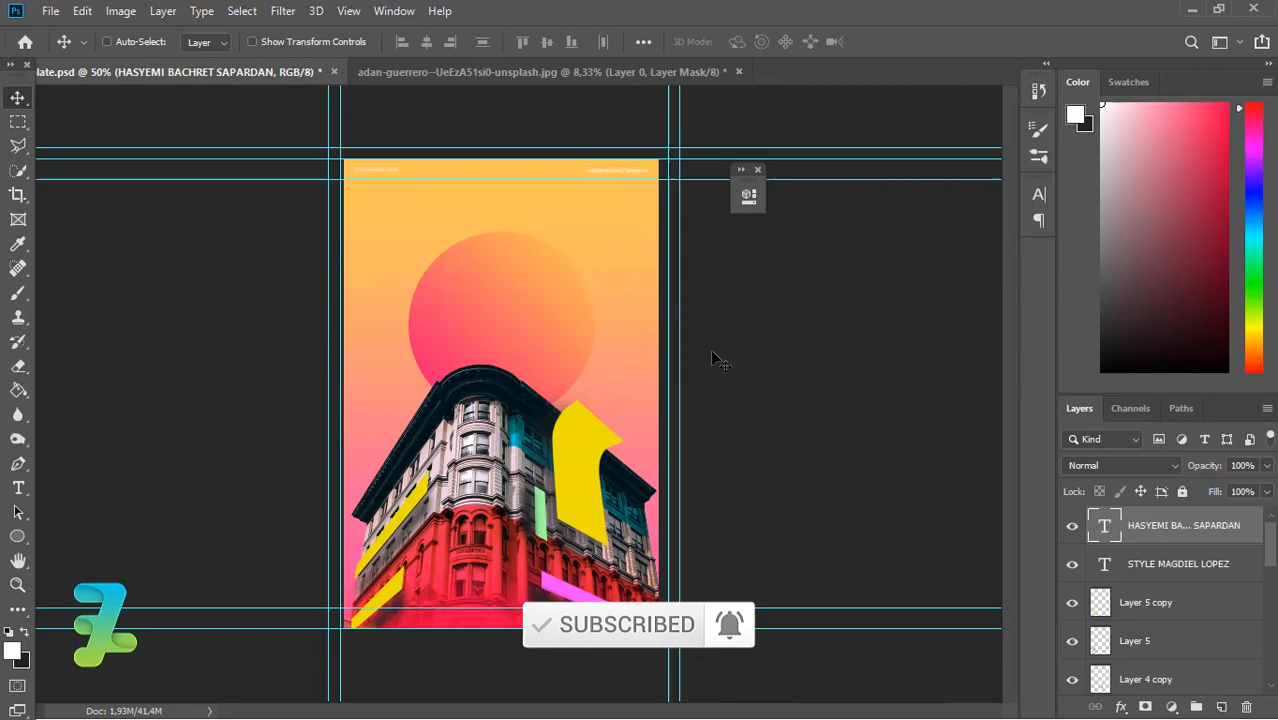 Ps File Edit Image Layer Type Select Filter 3D View Window Help
Auto-Select: Layer Show Transform Controls 3D Mode:
late.psd @ 50% (HASYEMI BACHRET SAPARDAN, RGB/8) * adan-guerrero--UeEzA51si0-unsplash.jpg @ 8,33% (Layer 0, Layer Mask/8) *
Color Swatches
Layers Channels Paths
Kind
Normal Opacity: 100%
Lock: Fill: 100%
HASYEMI BA... SAPARDAN
STYLE MAGDIEL LOPEZ
Layer 5 copy
Layer 5
Layer 4 copy
SUBSCRIBED
Doc: 1,93M/41,4M